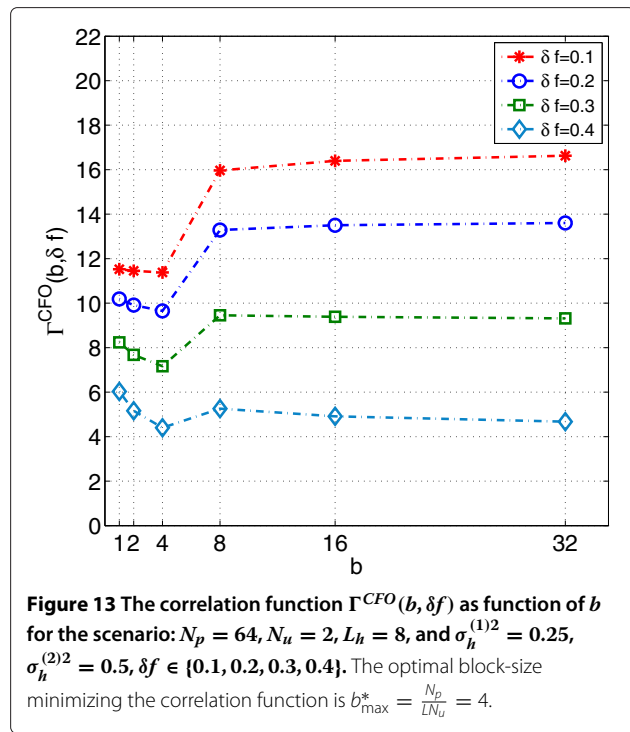 22
20
18
16
14
12
10
8
6
4
2
0
Γ^CFO(b,δ f)
δ f=0.1
δ f=0.2
δ f=0.3
δ f=0.4
1 2 4 8 16 32
b
Figure 13 The correlation function Γ^CFO(b, δf) as function of b
for the scenario: N_p = 64, N_u = 2, L_h = 8, and σ_h^(1)2 = 0.25,
σ_h^(2)2 = 0.5, δf ∈ {0.1, 0.2, 0.3, 0.4}. The optimal block-size
minimizing the correlation function is b*_max = N_p/LN_u = 4.